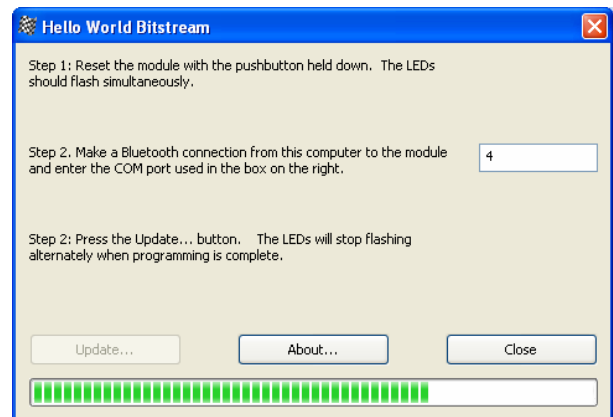 Hello World Bitstream
Step 1: Reset the module with the pushbutton held down. The LEDs
should flash simultaneously.
Step 2. Make a Bluetooth connection from this computer to the module
and enter the COM port used in the box on the right.
4
Step 2: Press the Update... button. The LEDs will stop flashing
alternately when programming is complete.
Update...
About...
Close